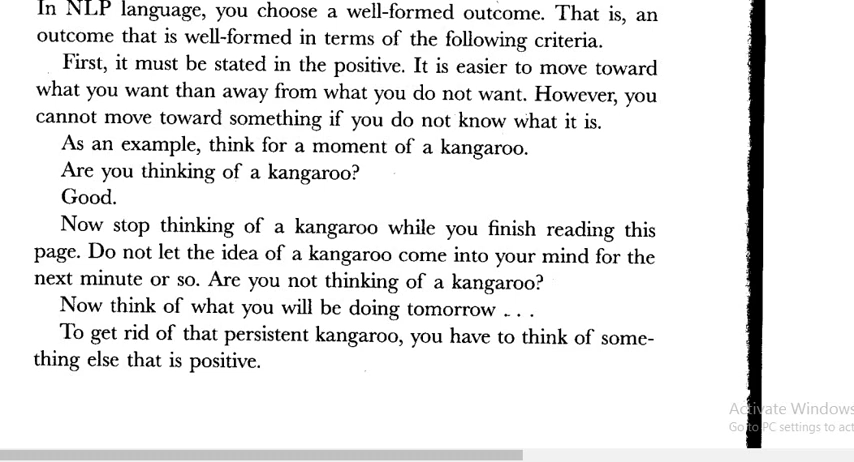 In NLP language, you choose a well-formed outcome. That is, an
outcome that is well-formed in terms of the following criteria.
First, it must be stated in the positive. It is easier to move toward
what you want than away from what you do not want. However, you
cannot move toward something if you do not know what it is.
As an example, think for a moment of a kangaroo.
Are you thinking of a kangaroo?
Good.
Now stop thinking of a kangaroo while you finish reading this
page. Do not let the idea of a kangaroo come into your mind for the
next minute or so. Are you not thinking of a kangaroo?
Now think of what you will be doing tomorrow . . .
To get rid of that persistent kangaroo, you have to think of some-
thing else that is positive.
Activate Windows
Go to PC settings to act